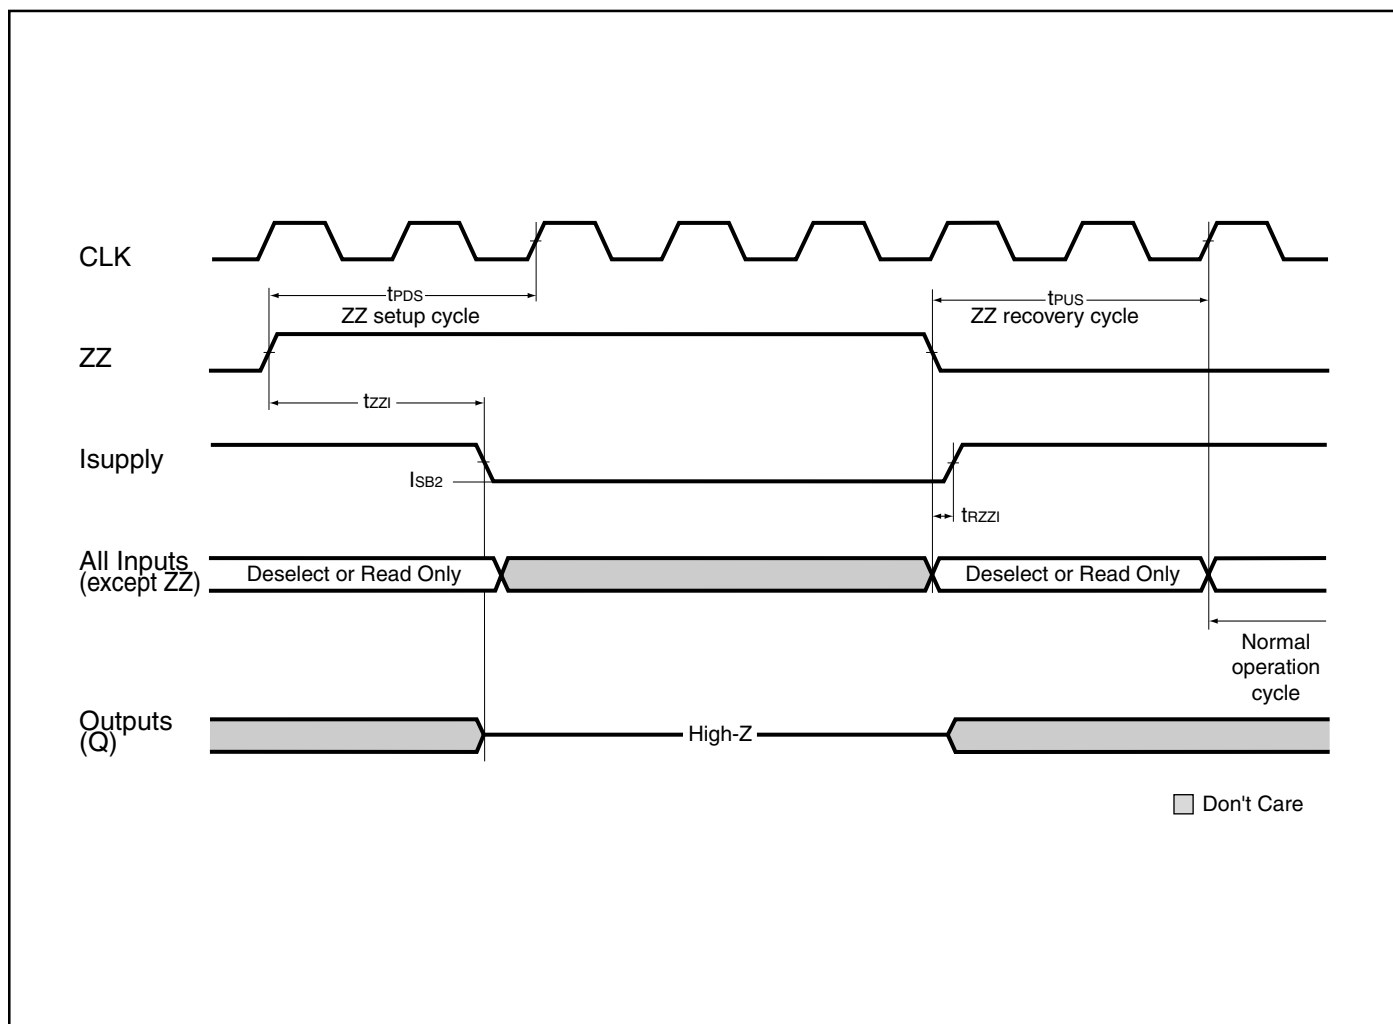 CLK
tPDS
ZZ setup cycle
tPUS
ZZ recovery cycle
ZZ
tZZI
Isupply
ISB2
tRZZI
All Inputs
(except ZZ)
Deselect or Read Only
Deselect or Read Only
Normal
operation
cycle
Outputs
(Q)
High-Z
Don't Care